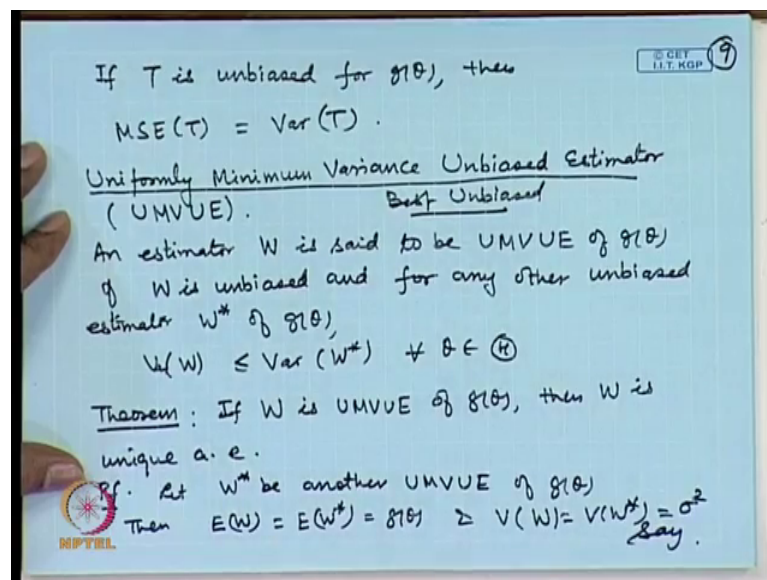 © CET
I.I.T. KGP
9
If T is unbiased for g(θ), then
MSE(T) = Var(T).
Uniformly Minimum Variance Unbiased Estimator
(UMVUE). Best Unbiased
An estimator W is said to be UMVUE of g(θ)
if W is unbiased and for any other unbiased
estimator W* of g(θ),
Var(W) ≤ Var(W*) ∀ θ ∈ Ⓗ
Theorem: If W is UMVUE of g(θ), then W is
unique a.e.
Pf. Let W* be another UMVUE of g(θ)
Then E(W) = E(W*) = g(θ) & V(W) = V(W*) = σ²
say.
NPTEL